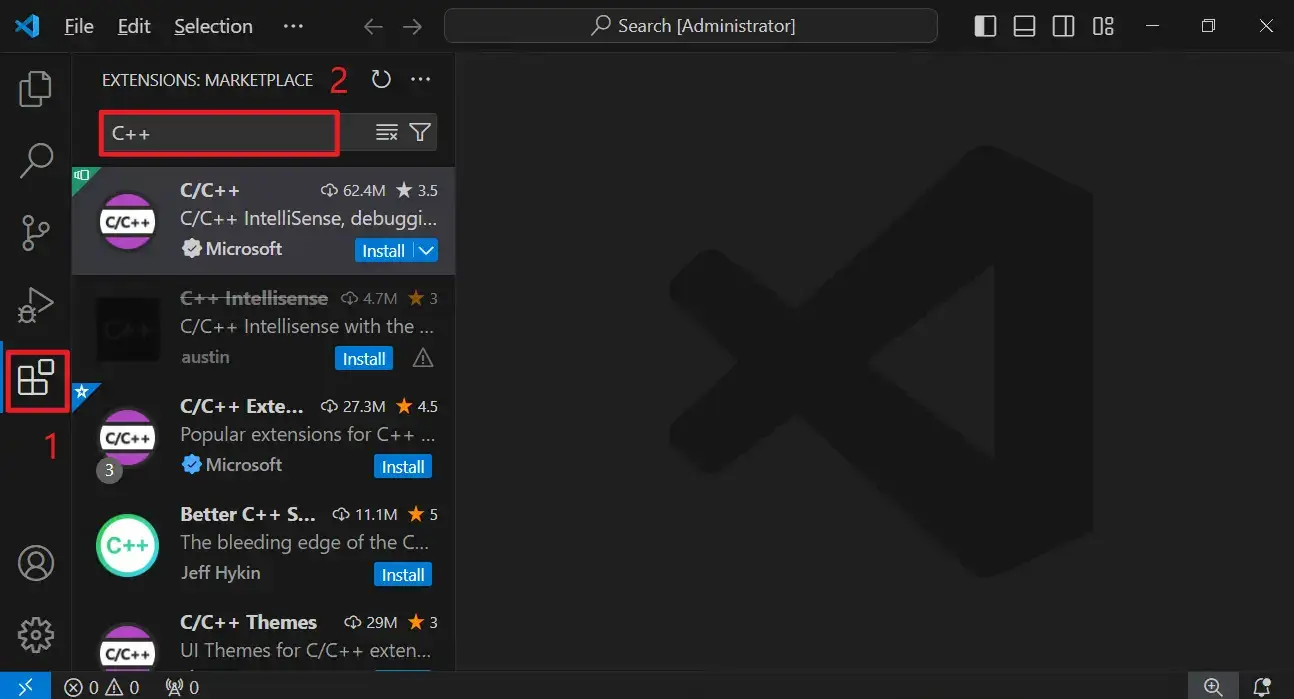 File Edit Selection ···
Search [Administrator]
EXTENSIONS: MARKETPLACE 2
C++
C/C++ 62.4M 3.5
C/C++ IntelliSense, debuggi...
Microsoft Install
C/C++
C++ Intellisense 4.7M 3
C/C++ Intellisense with the ...
austin Install
C++
1
C/C++ Exte... 27.3M 4.5
Popular extensions for C++ ...
Microsoft Install
C/C++
3
Better C++ S... 11.1M 5
The bleeding edge of the C...
Jeff Hykin Install
C++
C/C++ Themes 29M 3
UI Themes for C/C++ exten...
C/C++
0 0 0